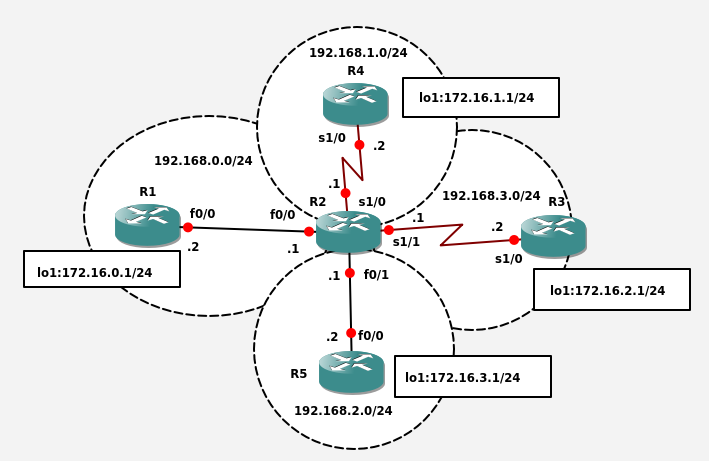 192.168.1.0/24
R4
lo1:172.16.1.1/24
s1/0
.2
192.168.0.0/24
.1
R2
s1/0
192.168.3.0/24
R1
R3
f0/0
f0/0
.1
.2
s1/1
.2
.1
s1/0
lo1:172.16.0.1/24
.1
f0/1
lo1:172.16.2.1/24
.2
f0/0
R5
lo1:172.16.3.1/24
192.168.2.0/24